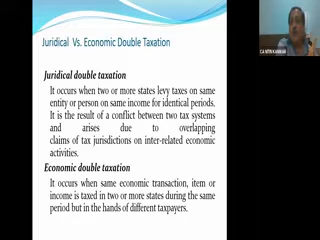 CA NITIN KANWAR
Juridical Vs. Economic Double Taxation
Juridical double taxation
It occurs when two or more states levy taxes on same
entity or person on same income for identical periods.
It is the result of a conflict between two tax systems
and arises due to overlapping
claims of tax jurisdictions on inter-related economic
activities.
Economic double taxation
It occurs when same economic transaction, item or
income is taxed in two or more states during the same
period but in the hands of different taxpayers.